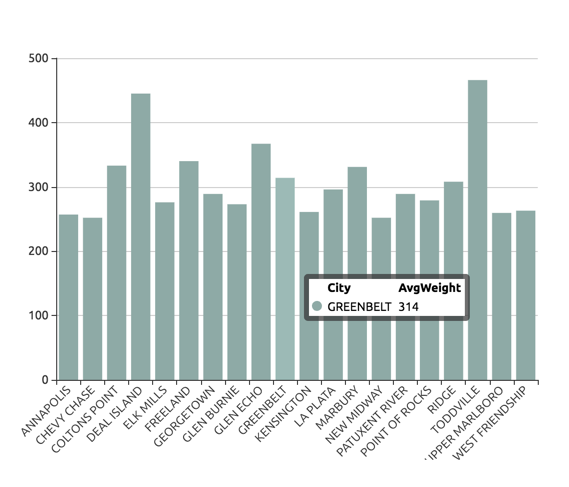 500
400
300
200
100
0
City AvgWeight
GREENBELT 314
ANNAPOLIS
CHEVY CHASE
COLTONS POINT
DEAL ISLAND
ELK MILLS
FREELAND
GEORGETOWN
GLEN BURNIE
GLEN ECHO
GREENBELT
KENSINGTON
LA PLATA
MARBURY
NEW MIDWAY
PATUXENT RIVER
POINT OF ROCKS
RIDGE
TODDVILLE
UPPER MARLBORO
WEST FRIENDSHIP